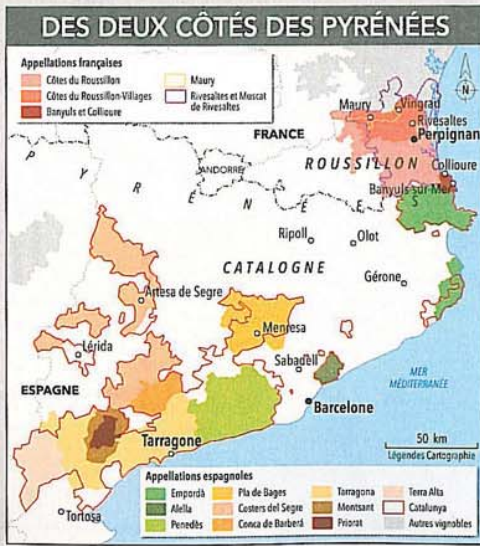 DES DEUX CÔTÉS DES PYRÉNÉES
Appellations françaises
Côtes du Roussillon
Côtes du Roussillon-Villages
Banyuls et Collioure
Maury
Rivesaltes et Muscat
de Rivesaltes
N
Maury
Vingrad
Rivesaltes
Perpignan
FRANCE
ROUSSILLON
Collioure
Banyuls sur Mer
ANDORRE
PYRÉNÉES
Ripoll
Olot
CATALOGNE
Gérone
Artesa de Segre
Menresa
Lérida
Sabadell
MER
MÉDITERRANÉE
ESPAGNE
Barcelone
Tarragone
50 km
Légendes Cartographie
Tortosa
Appellations espagnoles
Empordà
Alella
Penedès
Pla de Bages
Costers del Segre
Conca de Barberà
Tarragona
Montsant
Priorat
Terra Alta
Catalunya
Autres vignobles